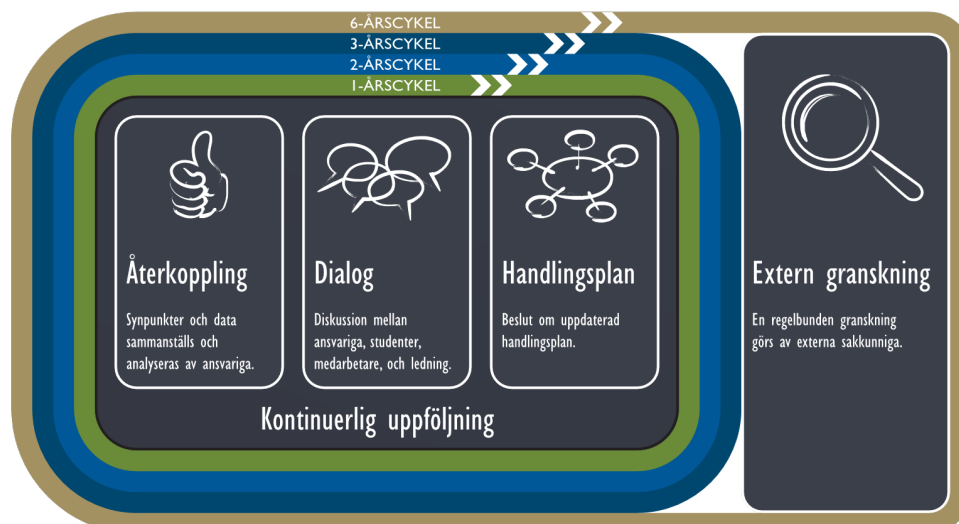 6-ÅRSCYKEL
3-ÅRSCYKEL
2-ÅRSCYKEL
1-ÅRSCYKEL
Återkoppling
Synpunkter och data
sammanställs och
analyseras av ansvariga.
Dialog
Diskussion mellan
ansvariga, studenter,
medarbetare, och ledning.
Handlingsplan
Beslut om uppdaterad
handlingsplan.
Kontinuerlig uppföljning
Extern granskning
En regelbunden granskning
görs av externa sakkunniga.